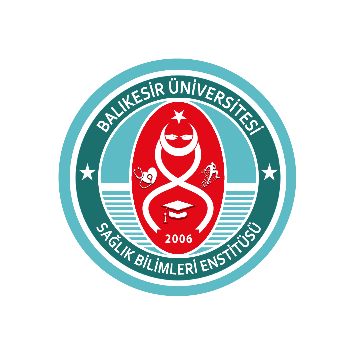 BALIKESİR ÜNİVERSİTESİ
2006
SAĞLIK BİLİMLERİ ENSTİTÜSÜ